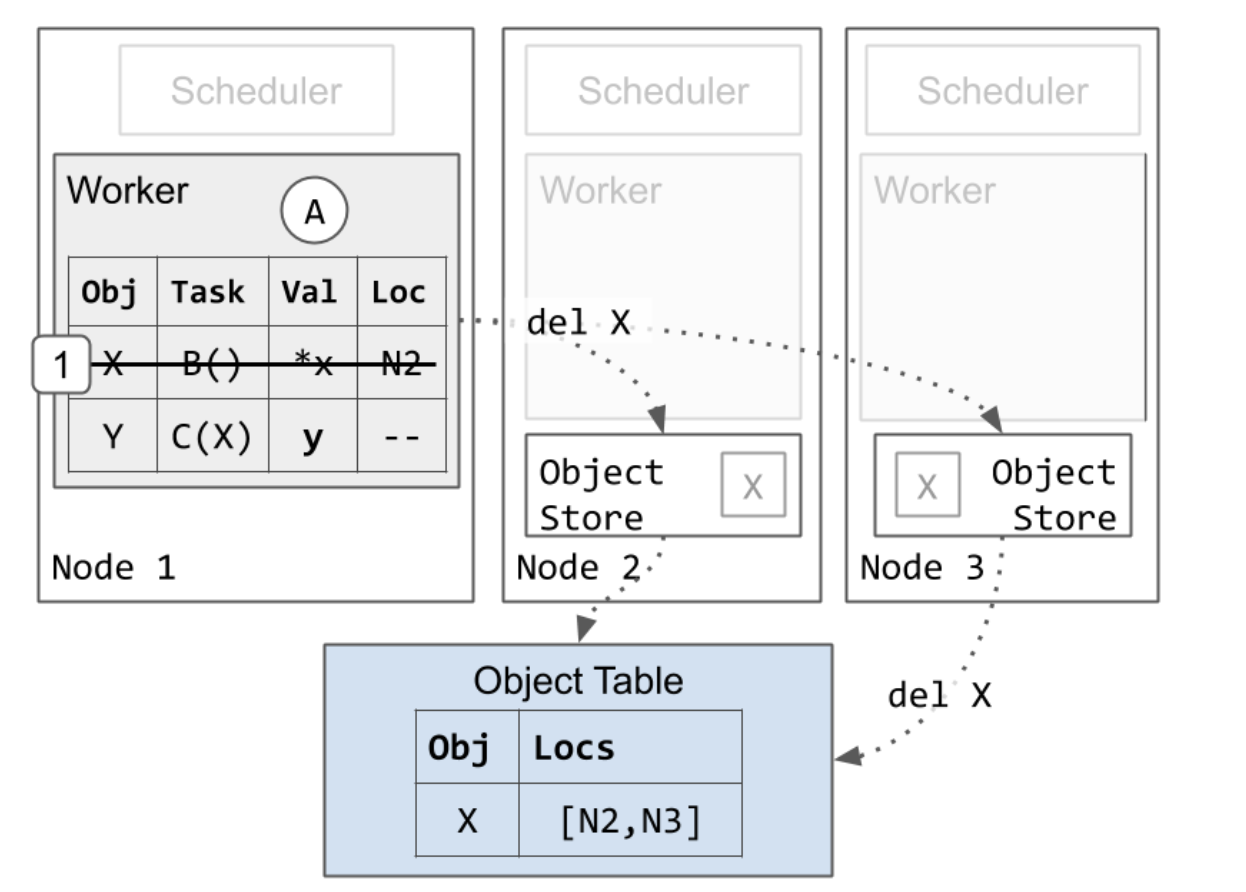 Scheduler
Worker
A
Obj Task Val Loc
1 X B() *x N2
Y C(X) y --
Node 1
Scheduler
Worker
del X
Object
Store
X
Node 2
Scheduler
Worker
X
Object
Store
Node 3
del X
Object Table
Obj Locs
X [N2,N3]